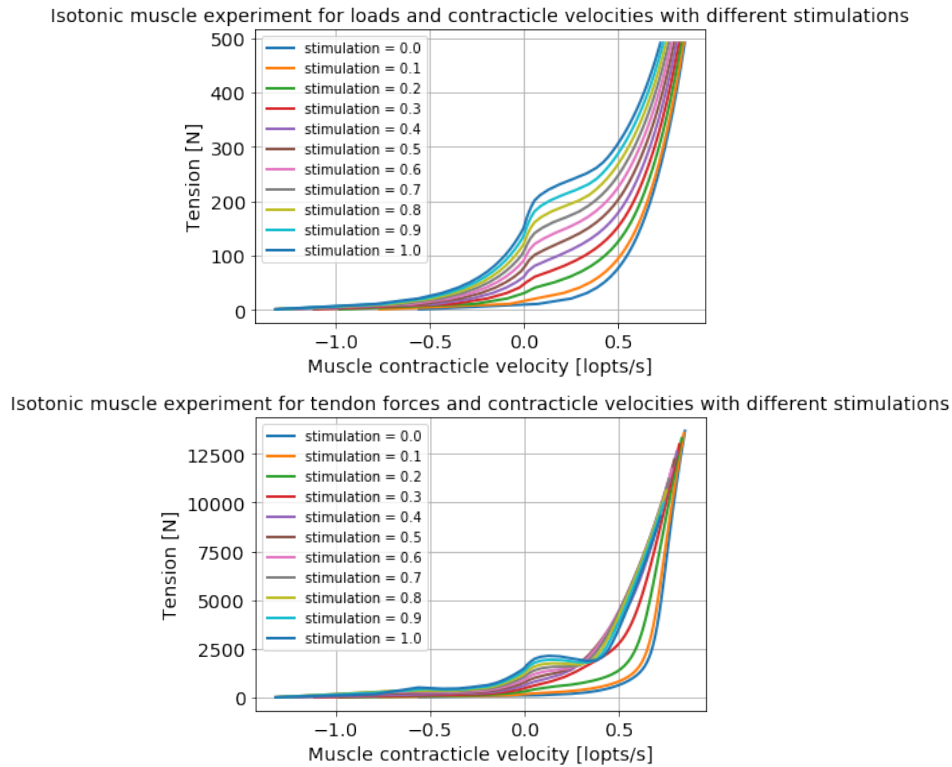 Isotonic muscle experiment for loads and contracticle velocities with different stimulations
500
400
300
200
100
0
Tension [N]
stimulation = 0.0
stimulation = 0.1
stimulation = 0.2
stimulation = 0.3
stimulation = 0.4
stimulation = 0.5
stimulation = 0.6
stimulation = 0.7
stimulation = 0.8
stimulation = 0.9
stimulation = 1.0
−1.0 −0.5 0.0 0.5
Muscle contracticle velocity [lopts/s]
Isotonic muscle experiment for tendon forces and contracticle velocities with different stimulations
12500
10000
7500
5000
2500
0
Tension [N]
stimulation = 0.0
stimulation = 0.1
stimulation = 0.2
stimulation = 0.3
stimulation = 0.4
stimulation = 0.5
stimulation = 0.6
stimulation = 0.7
stimulation = 0.8
stimulation = 0.9
stimulation = 1.0
−1.0 −0.5 0.0 0.5
Muscle contracticle velocity [lopts/s]